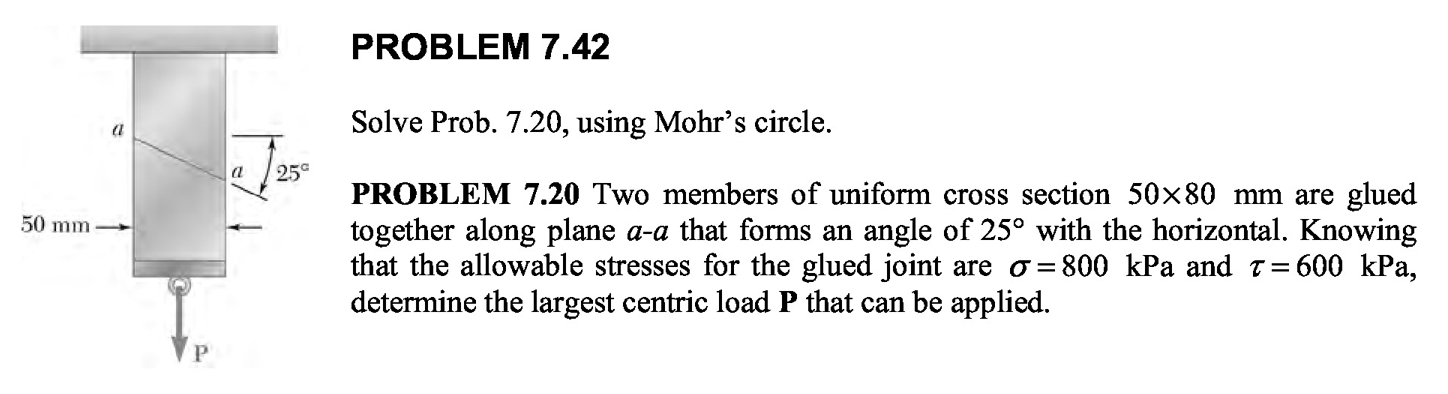 PROBLEM 7.42
Solve Prob. 7.20, using Mohr's circle.
PROBLEM 7.20 Two members of uniform cross section 50×80 mm are glued
together along plane a-a that forms an angle of 25° with the horizontal. Knowing
that the allowable stresses for the glued joint are σ = 800 kPa and τ = 600 kPa,
determine the largest centric load P that can be applied.
a
a
25°
50 mm
P